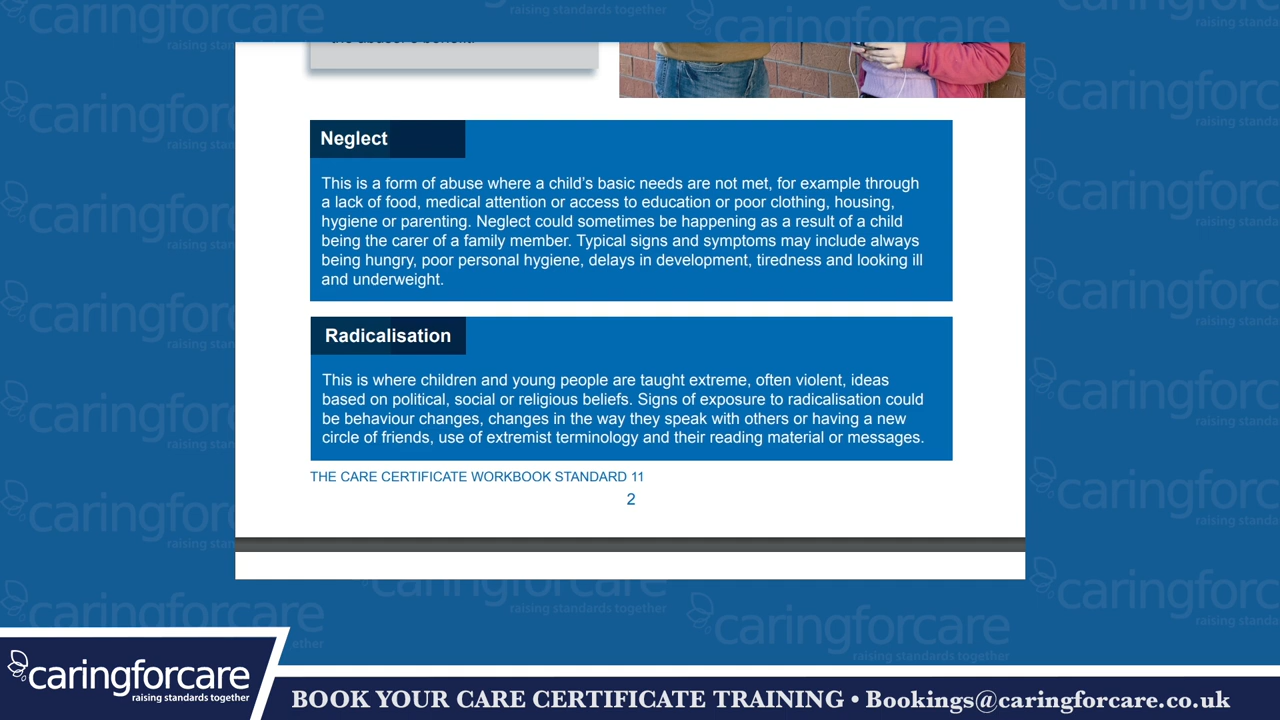 Neglect
This is a form of abuse where a child's basic needs are not met, for example through
a lack of food, medical attention or access to education or poor clothing, housing,
hygiene or parenting. Neglect could sometimes be happening as a result of a child
being the carer of a family member. Typical signs and symptoms may include always
being hungry, poor personal hygiene, delays in development, tiredness and looking ill
and underweight.
Radicalisation
This is where children and young people are taught extreme, often violent, ideas
based on political, social or religious beliefs. Signs of exposure to radicalisation could
be behaviour changes, changes in the way they speak with others or having a new
circle of friends, use of extremist terminology and their reading material or messages.
THE CARE CERTIFICATE WORKBOOK STANDARD 11
2
caringforcare
raising standards together
BOOK YOUR CARE CERTIFICATE TRAINING • Bookings@caringforcare.co.uk